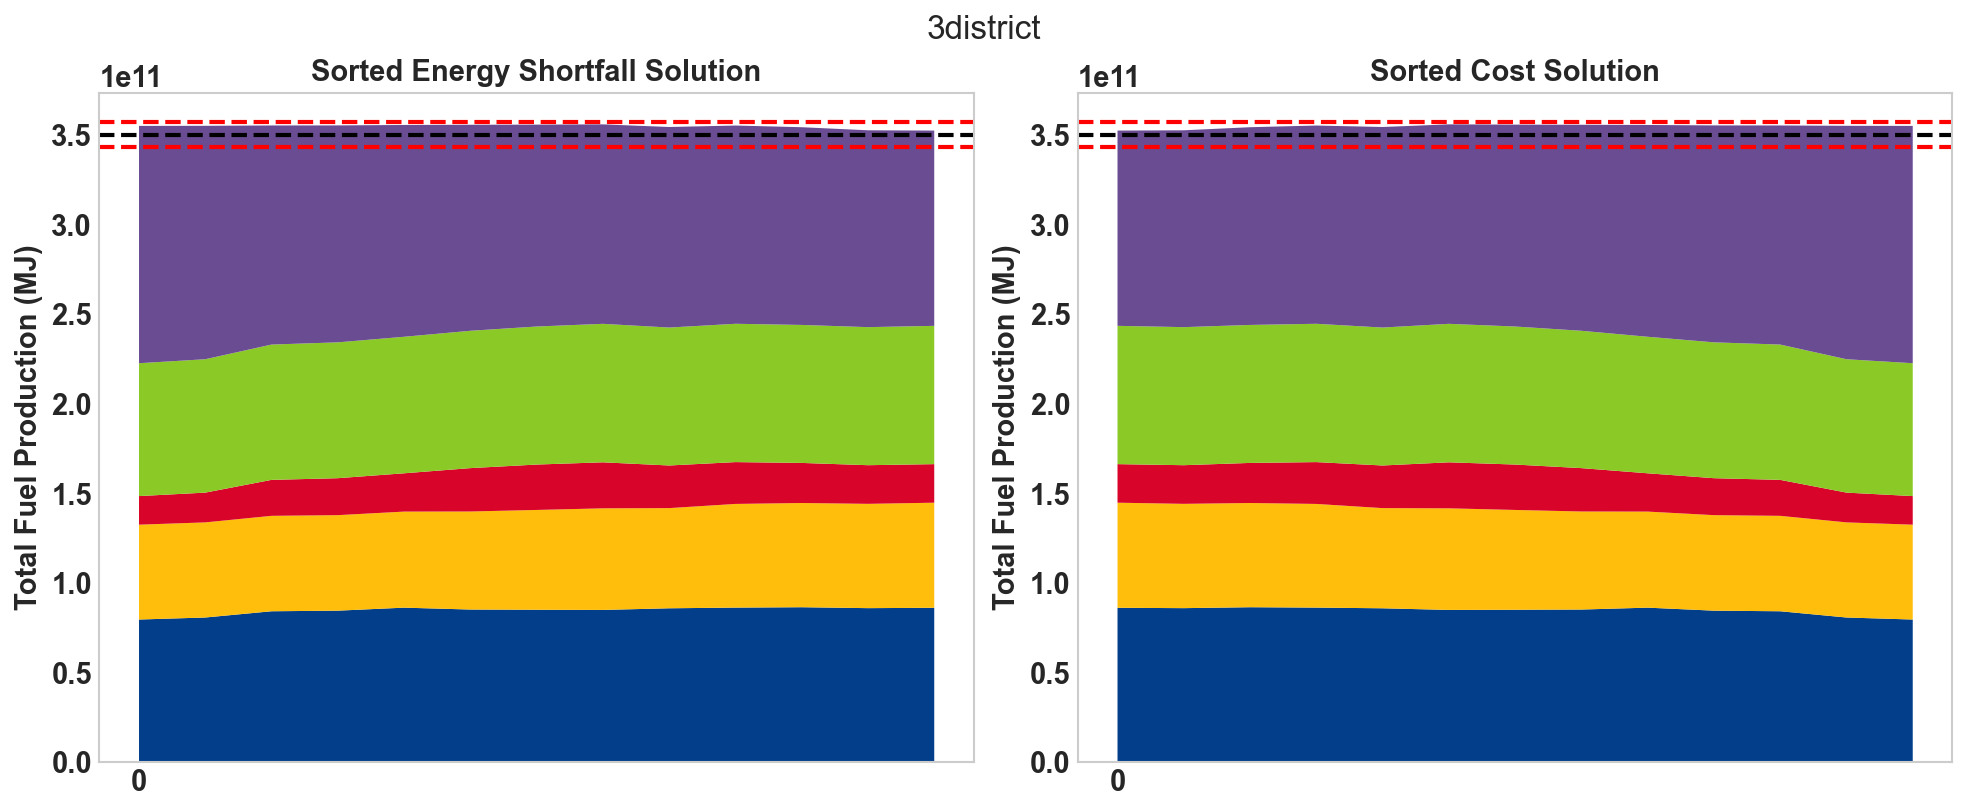 3district
Sorted Energy Shortfall Solution
1e11
3.5
3.0
2.5
2.0
1.5
1.0
0.5
0.0
0
Total Fuel Production (MJ)
Sorted Cost Solution
1e11
3.5
3.0
2.5
2.0
1.5
1.0
0.5
0.0
0
Total Fuel Production (MJ)